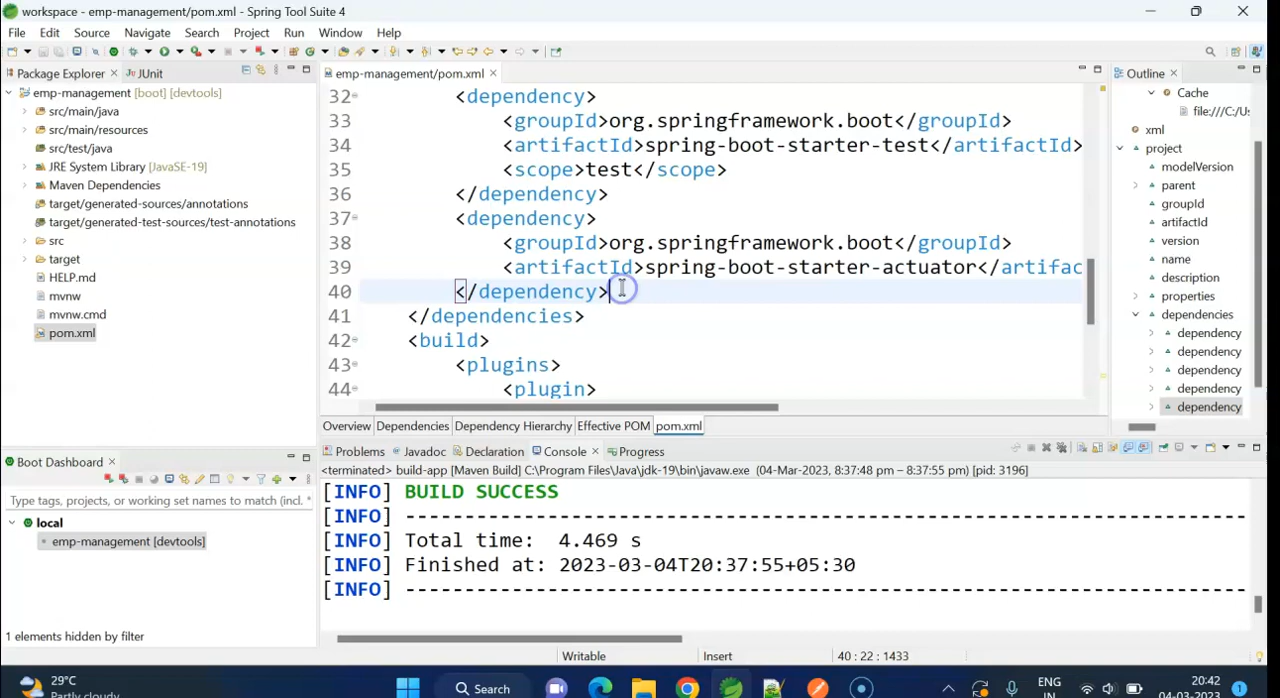 workspace - emp-management/pom.xml - Spring Tool Suite 4
File Edit Source Navigate Search Project Run Window Help
Package Explorer
JUnit
emp-management [boot] [devtools]
src/main/java
src/main/resources
src/test/java
JRE System Library [JavaSE-19]
Maven Dependencies
target/generated-sources/annotations
target/generated-test-sources/test-annotations
src
target
HELP.md
mvnw
mvnw.cmd
pom.xml
emp-management/pom.xml
32 <dependency>
33 <groupId>org.springframework.boot</groupId>
34 <artifactId>spring-boot-starter-test</artifactId>
35 <scope>test</scope>
36 </dependency>
37 <dependency>
38 <groupId>org.springframework.boot</groupId>
39 <artifactId>spring-boot-starter-actuator</artifac
40 </dependency>
41 </dependencies>
42 <build>
43 <plugins>
44 <plugin>
Overview Dependencies Dependency Hierarchy Effective POM pom.xml
Outline
Cache
file:///C:/Us
xml
project
modelVersion
parent
groupId
artifactId
version
name
description
properties
dependencies
dependency
dependency
dependency
dependency
dependency
Boot Dashboard
Type tags, projects, or working set names to match (incl. *
local
emp-management [devtools]
1 elements hidden by filter
Problems Javadoc Declaration Console Progress
<terminated> build-app [Maven Build] C:\Program Files\Java\jdk-19\bin\javaw.exe (04-Mar-2023, 8:37:48 pm – 8:37:55 pm) [pid: 3196]
[INFO] BUILD SUCCESS
[INFO] ------------------------------------------------------------------------
[INFO] Total time:  4.469 s
[INFO] Finished at: 2023-03-04T20:37:55+05:30
[INFO] ------------------------------------------------------------------------
Writable Insert 40 : 22 : 1433
29°C
Partly cloudy
Search
ENG
IN
20:42
04-03-2023
1